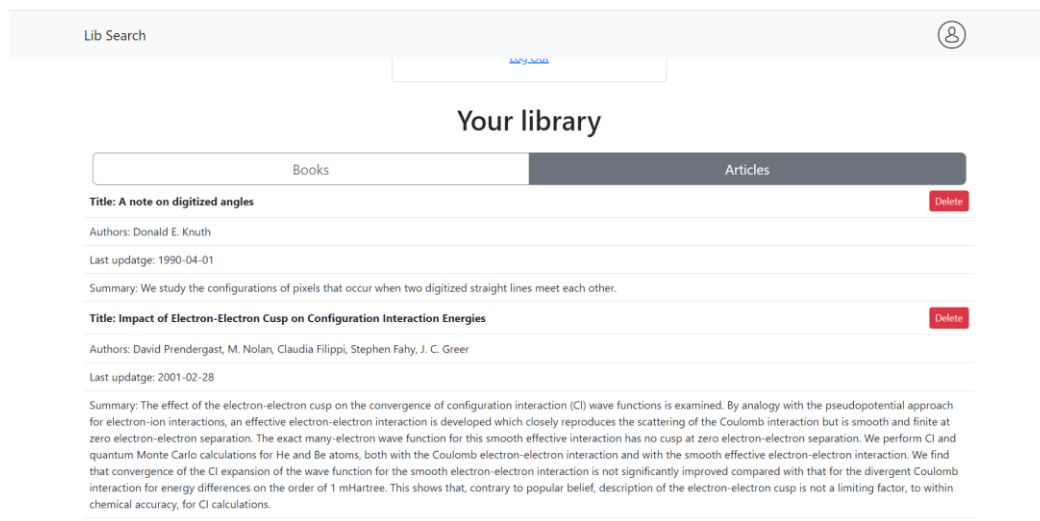 Lib Search
Log Out
Your library
Books
Articles
Title: A note on digitized angles
Delete
Authors: Donald E. Knuth
Last updatge: 1990-04-01
Summary: We study the configurations of pixels that occur when two digitized straight lines meet each other.
Title: Impact of Electron-Electron Cusp on Configuration Interaction Energies
Delete
Authors: David Prendergast, M. Nolan, Claudia Filippi, Stephen Fahy, J. C. Greer
Last updatge: 2001-02-28
Summary: The effect of the electron-electron cusp on the convergence of configuration interaction (CI) wave functions is examined. By analogy with the pseudopotential approach
for electron-ion interactions, an effective electron-electron interaction is developed which closely reproduces the scattering of the Coulomb interaction but is smooth and finite at
zero electron-electron separation. The exact many-electron wave function for this smooth effective interaction has no cusp at zero electron-electron separation. We perform CI and
quantum Monte Carlo calculations for He and Be atoms, both with the Coulomb electron-electron interaction and with the smooth effective electron-electron interaction. We find
that convergence of the CI expansion of the wave function for the smooth electron-electron interaction is not significantly improved compared with that for the divergent Coulomb
interaction for energy differences on the order of 1 mHartree. This shows that, contrary to popular belief, description of the electron-electron cusp is not a limiting factor, to within
chemical accuracy, for CI calculations.